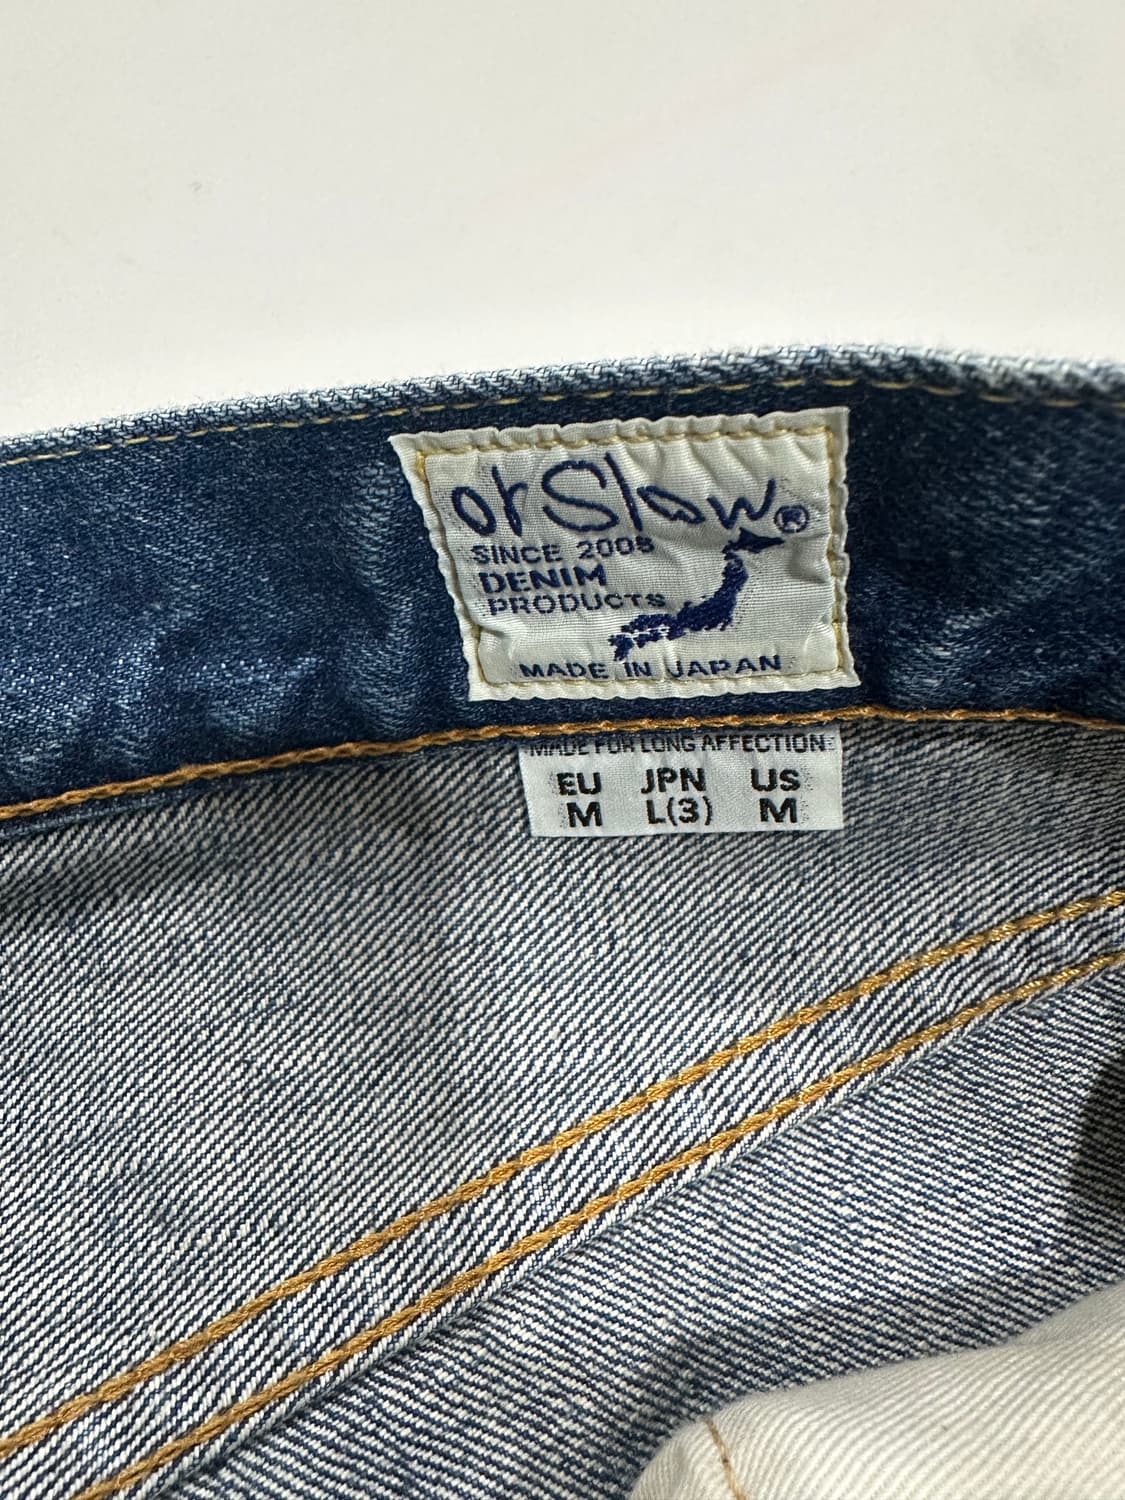 orSlow®
SINCE 2005
DENIM
PRODUCTS
MADE IN JAPAN
MADE FOR LONG AFFECTION
EU JPN US
M L(3) M